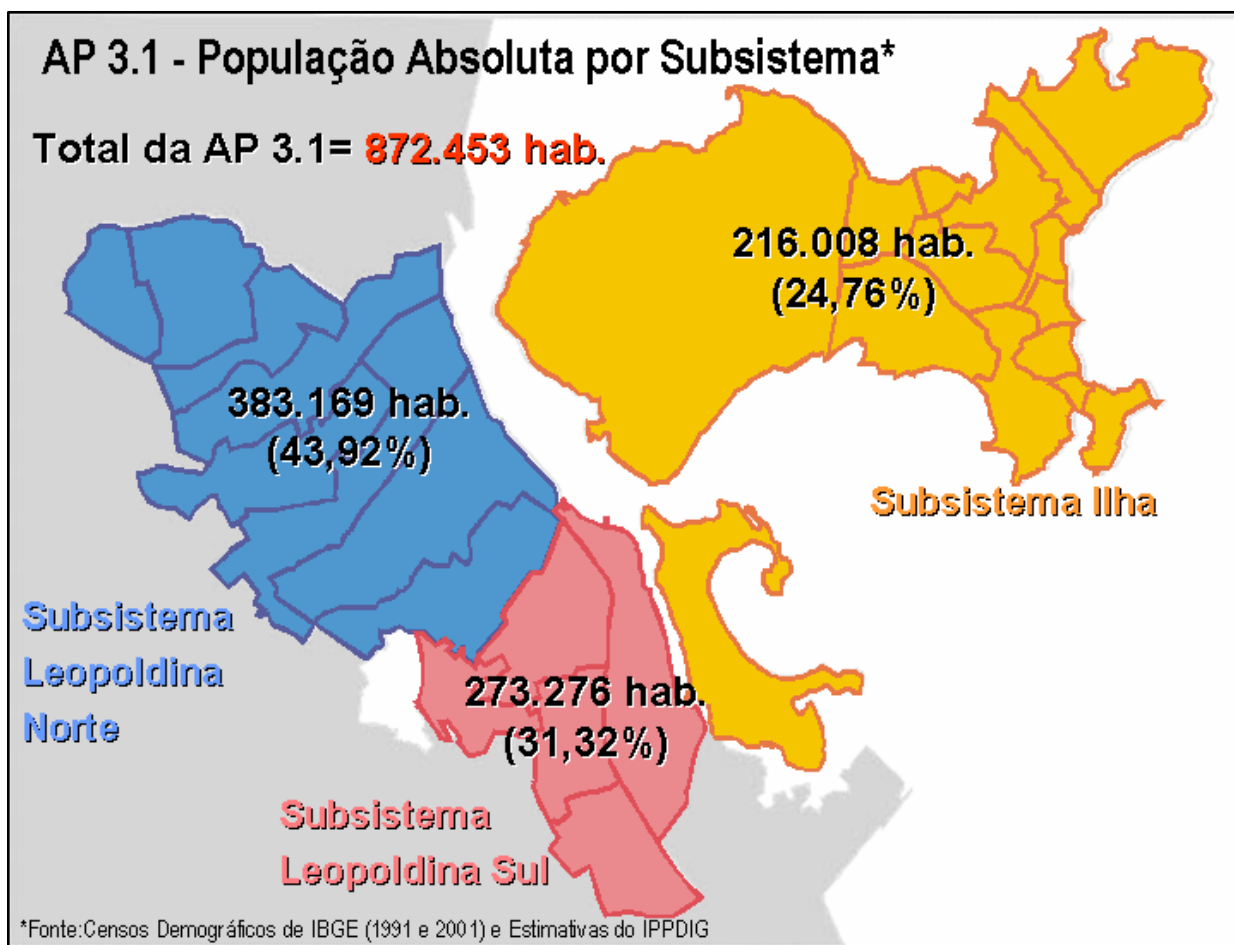 AP 3.1 - População Absoluta por Subsistema*
Total da AP 3.1= 872.453 hab.
216.008 hab.
(24,76%)
Subsistema Ilha
383.169 hab.
(43,92%)
Subsistema
Leopoldina
Norte
273.276 hab.
(31,32%)
Subsistema
Leopoldina Sul
*Fonte:Censos Demográficos de IBGE (1991 e 2001) e Estimativas do IPPDIG